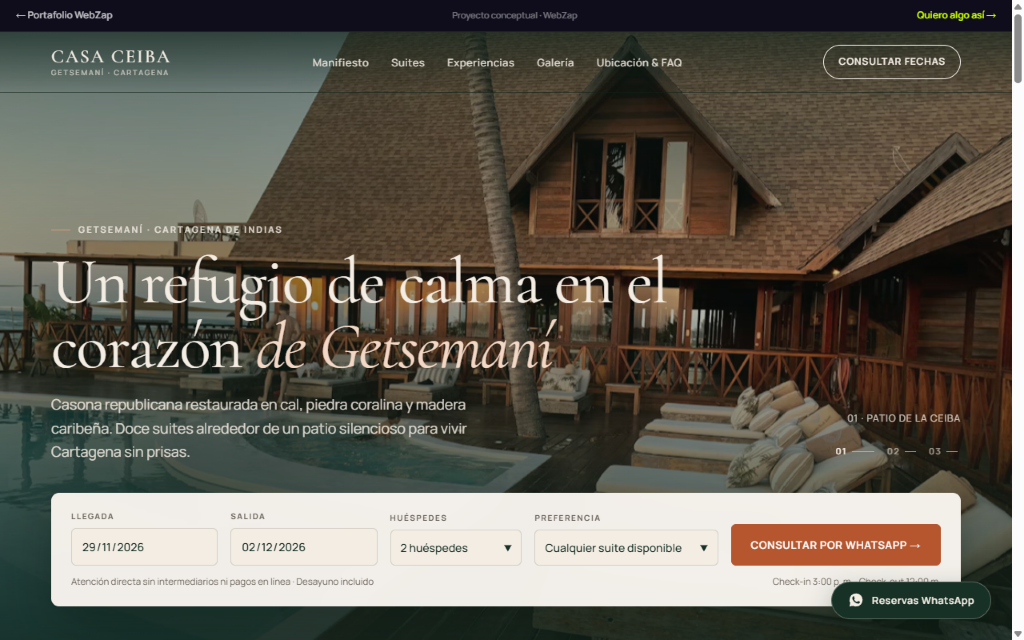 ← Portafolio WebZap
Proyecto conceptual · WebZap
Quiero algo así →
CASA CEIBA
GETSEMANÍ · CARTAGENA
Manifiesto
Suites
Experiencias
Galería
Ubicación & FAQ
CONSULTAR FECHAS
GETSEMANÍ · CARTAGENA DE INDIAS
Un refugio de calma en el
corazón de Getsemaní
Casona republicana restaurada en cal, piedra coralina y madera
caribeña. Doce suites alrededor de un patio silencioso para vivir
Cartagena sin prisas.
01 · PATIO DE LA CEIBA
01 — 02 — 03 —
LLEGADA
SALIDA
HUÉSPEDES
PREFERENCIA
29/11/2026
02/12/2026
2 huéspedes ▼
Cualquier suite disponible ▼
CONSULTAR POR WHATSAPP →
Atención directa sin intermediarios ni pagos en línea · Desayuno incluido
Check-in 3:00 p. m. · Check-out 12:00 m.
Reservas WhatsApp